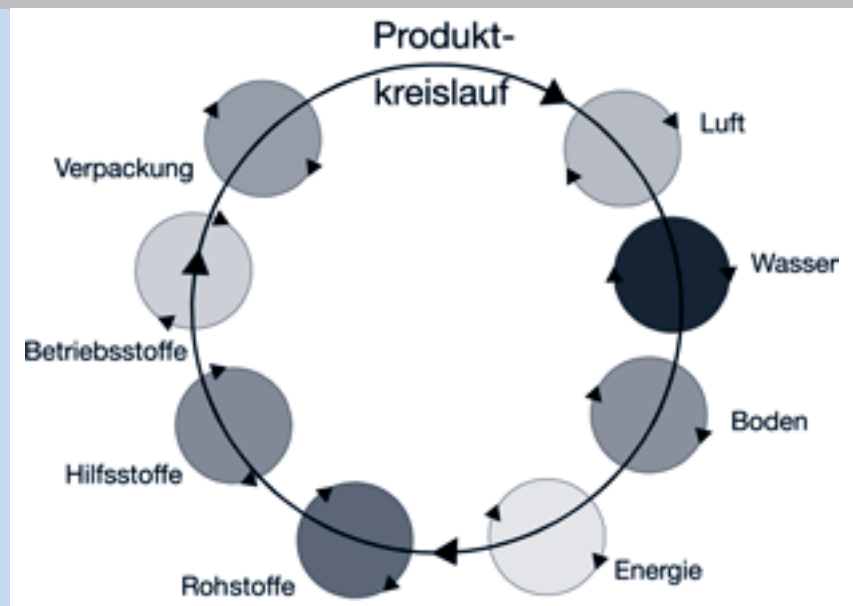 Produkt-
kreislauf
Luft
Wasser
Boden
Energie
Rohstoffe
Hilfsstoffe
Betriebsstoffe
Verpackung